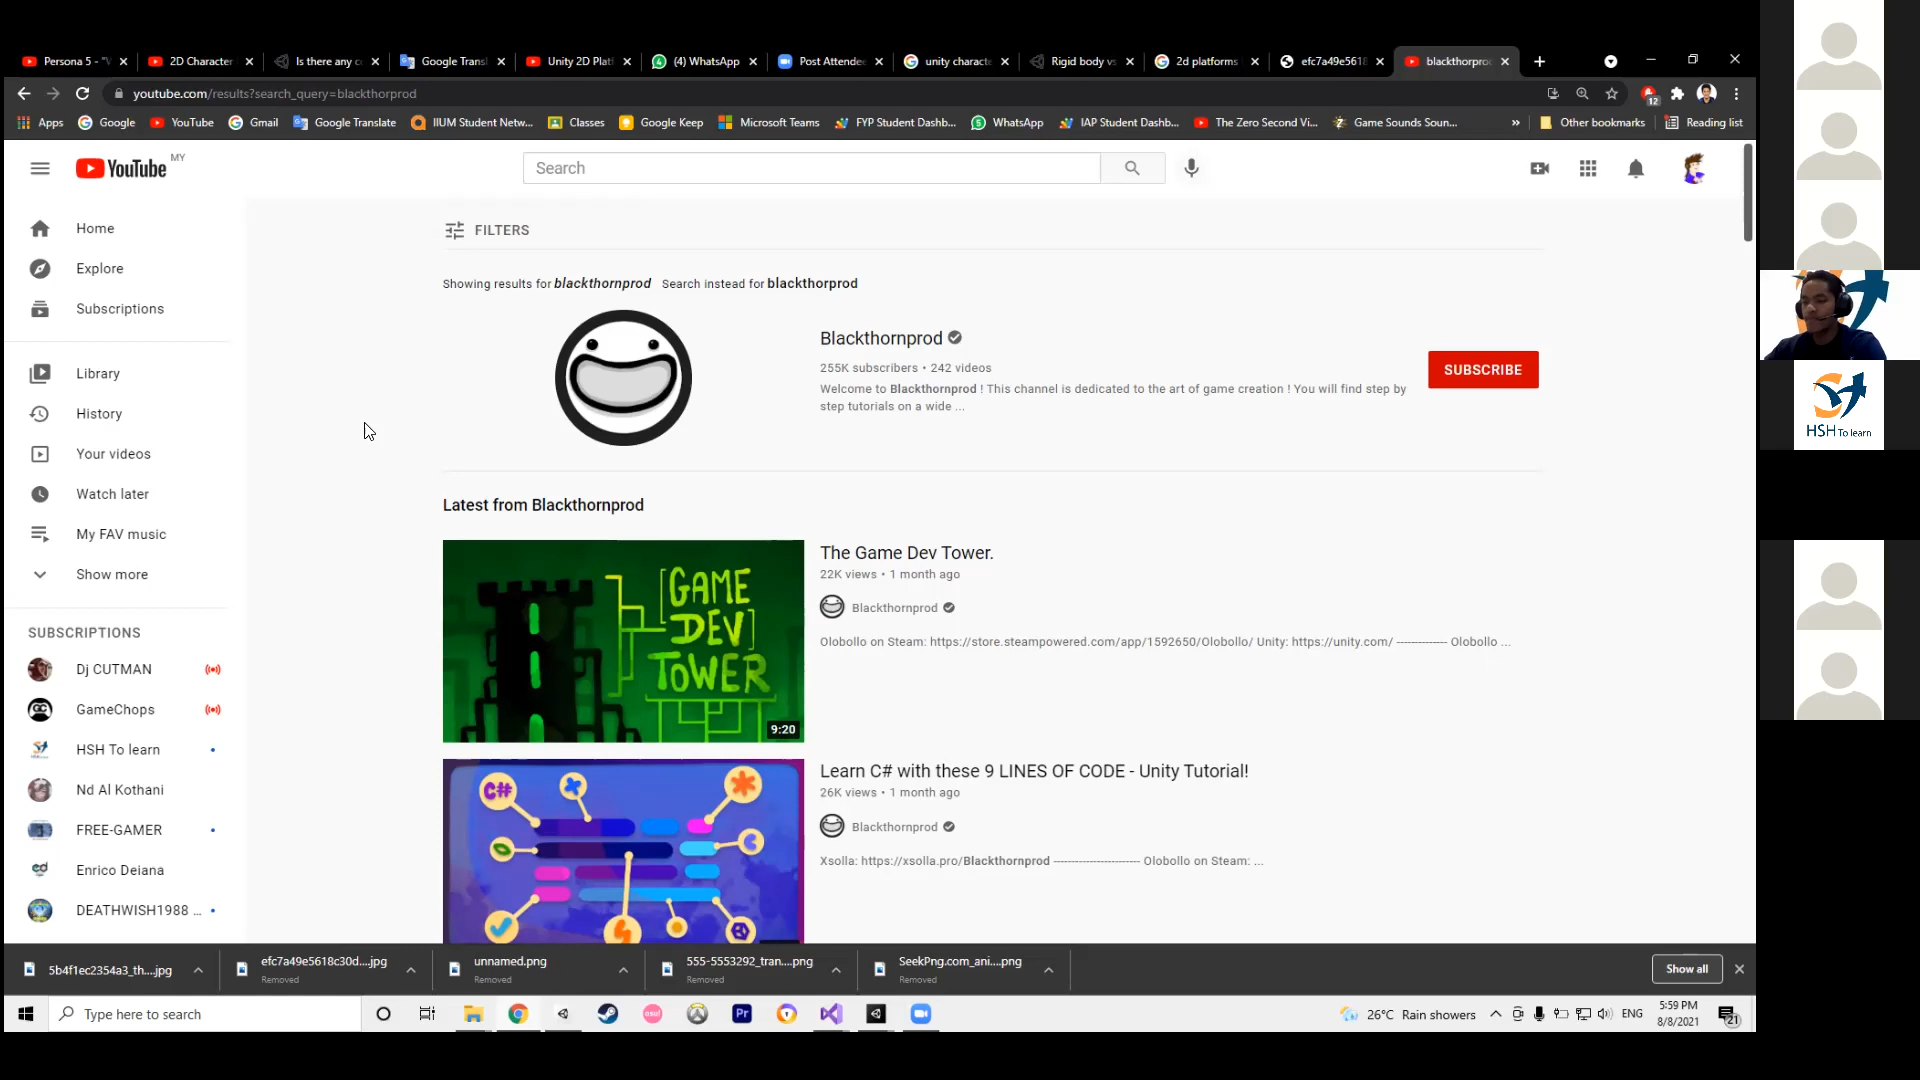 Persona 5 - "V
2D Character
Is there any co
Google Transl
Unity 2D Platf
(4) WhatsApp
Post Attendee
unity characte
Rigid body vs
2d platforms
efc7a49e5618
blackthorproc
youtube.com/results?search_query=blackthorprod
12
Apps
Google
YouTube
Gmail
Google Translate
IIUM Student Netw...
Classes
Google Keep
Microsoft Teams
FYP Student Dashb...
WhatsApp
IAP Student Dashb...
The Zero Second Vi...
Game Sounds Soun...
»
Other bookmarks
Reading list
YouTube MY
Search
Home
Explore
Subscriptions
Library
History
Your videos
Watch later
My FAV music
Show more
SUBSCRIPTIONS
Dj CUTMAN
GameChops
HSH To learn
Nd Al Kothani
FREE-GAMER
Enrico Deiana
DEATHWISH1988 ...
FILTERS
Showing results for blackthornprod Search instead for blackthorprod
Blackthornprod
255K subscribers • 242 videos
Welcome to Blackthornprod ! This channel is dedicated to the art of game creation ! You will find step by
step tutorials on a wide ...
SUBSCRIBE
Latest from Blackthornprod
[GAME
DEV]
TOWER
9:20
The Game Dev Tower.
22K views • 1 month ago
Blackthornprod
Olobollo on Steam: https://store.steampowered.com/app/1592650/Olobollo/ Unity: https://unity.com/ -------------- Olobollo ...
C#
Learn C# with these 9 LINES OF CODE - Unity Tutorial!
26K views • 1 month ago
Blackthornprod
Xsolla: https://xsolla.pro/Blackthornprod ----------------------- Olobollo on Steam: ...
HSH To learn
5b4f1ec2354a3_th....jpg
efc7a49e5618c30d....jpg
Removed
unnamed.png
Removed
555-5553292_tran....png
Removed
SeekPng.com_ani....png
Removed
Show all
Type here to search
osu!
Pr
26°C Rain showers
ENG
5:59 PM
8/8/2021
21